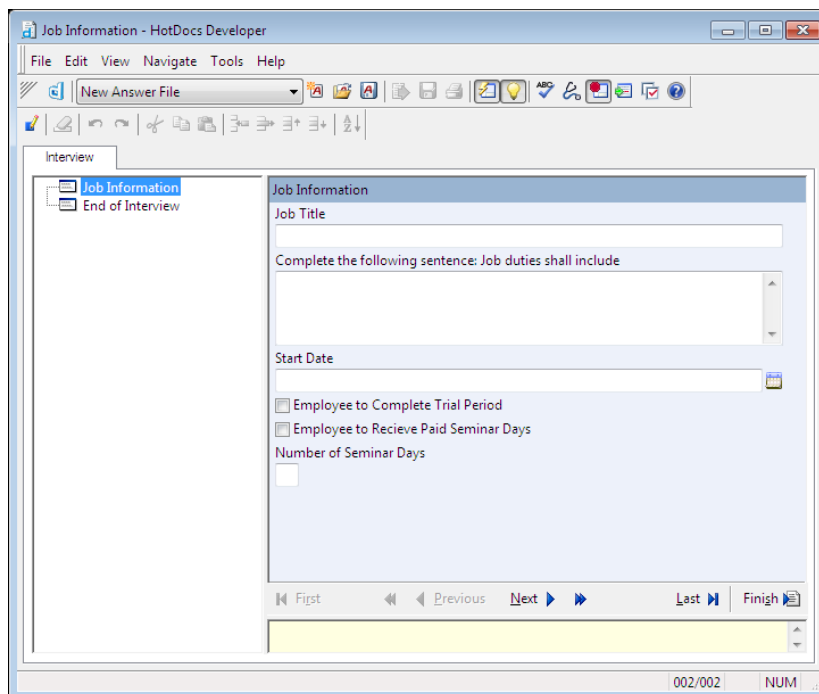 Job Information - HotDocs Developer
File Edit View Navigate Tools Help
New Answer File
Interview
Job Information
End of Interview
Job Information
Job Title
Complete the following sentence: Job duties shall include
Start Date
Employee to Complete Trial Period
Employee to Recieve Paid Seminar Days
Number of Seminar Days
First Previous Next Last Finish
002/002 NUM